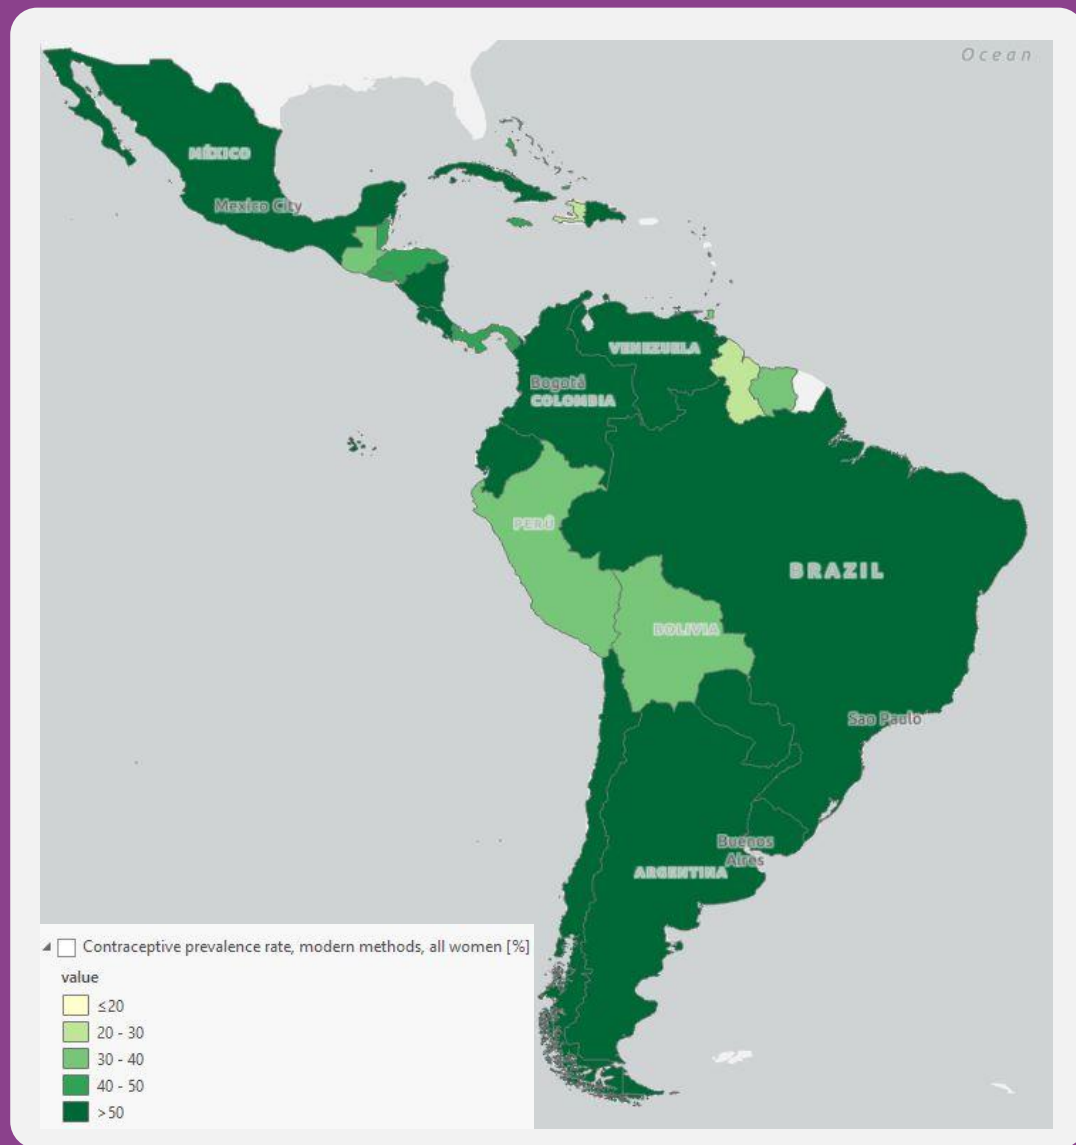 Ocean
MÉXICO
Mexico City
VENEZUELA
Bogotá
COLOMBIA
PERÚ
BRAZIL
BOLIVIA
Sao Paulo
Buenos
Aires
ARGENTINA
Contraceptive prevalence rate, modern methods, all women [%]
value
≤20
20 - 30
30 - 40
40 - 50
>50